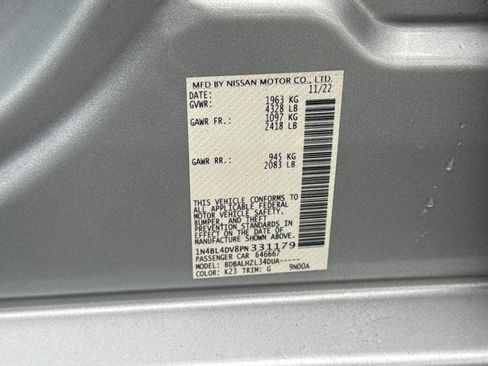 MFD BY NISSAN MOTOR CO., LTD.
DATE: 11/22
GVWR: 1963 KG
4328 LB
GAWR FR.: 1097 KG
2418 LB
GAWR RR.: 945 KG
2083 LB
THIS VEHICLE CONFORMS TO
ALL APPLICABLE FEDERAL
MOTOR VEHICLE SAFETY,
BUMPER, AND THEFT
PREVENTION STANDARDS IN
EFFECT ON THE DATE OF
MANUFACTURE SHOWN ABOVE.
1N4BL4DV8PN331179
PASSENGER CAR 646667
MODEL: BDBALHZL34DUA-----
COLOR: K23 TRIM: G 9N00A